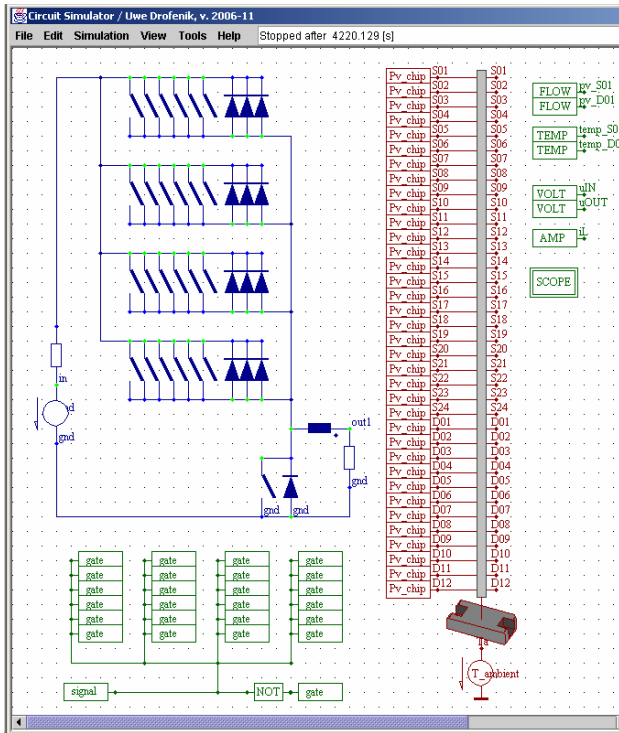 Circuit Simulator / Uwe Drofenik, v. 2006-11
File Edit Simulation View Tools Help Stopped after 4220.129 [s]
in
gnd
out1
gnd
gnd gnd
Pv_chip S01 S01
Pv_chip S02 S02
Pv_chip S03 S03
Pv_chip S04 S04
Pv_chip S05 S05
Pv_chip S06 S06
Pv_chip S07 S07
Pv_chip S08 S08
Pv_chip S09 S09
Pv_chip S10 S10
Pv_chip S11 S11
Pv_chip S12 S12
Pv_chip S13 S13
Pv_chip S14 S14
Pv_chip S15 S15
Pv_chip S16 S16
Pv_chip S17 S17
Pv_chip S18 S18
Pv_chip S19 S19
Pv_chip S20 S20
Pv_chip S21 S21
Pv_chip S22 S22
Pv_chip S23 S23
Pv_chip S24 S24
Pv_chip D01 D01
Pv_chip D02 D02
Pv_chip D03 D03
Pv_chip D04 D04
Pv_chip D05 D05
Pv_chip D06 D06
Pv_chip D07 D07
Pv_chip D08 D08
Pv_chip D09 D09
Pv_chip D10 D10
Pv_chip D11 D11
Pv_chip D12 D12
T_ambient
FLOW pv_S01
FLOW pv_D01
TEMP temp_S0
TEMP temp_D0
VOLT uIN
VOLT uOUT
AMP iL
SCOPE
gate gate gate gate
gate gate gate gate
gate gate gate gate
gate gate gate gate
gate gate gate gate
gate gate gate gate
signal NOT gate